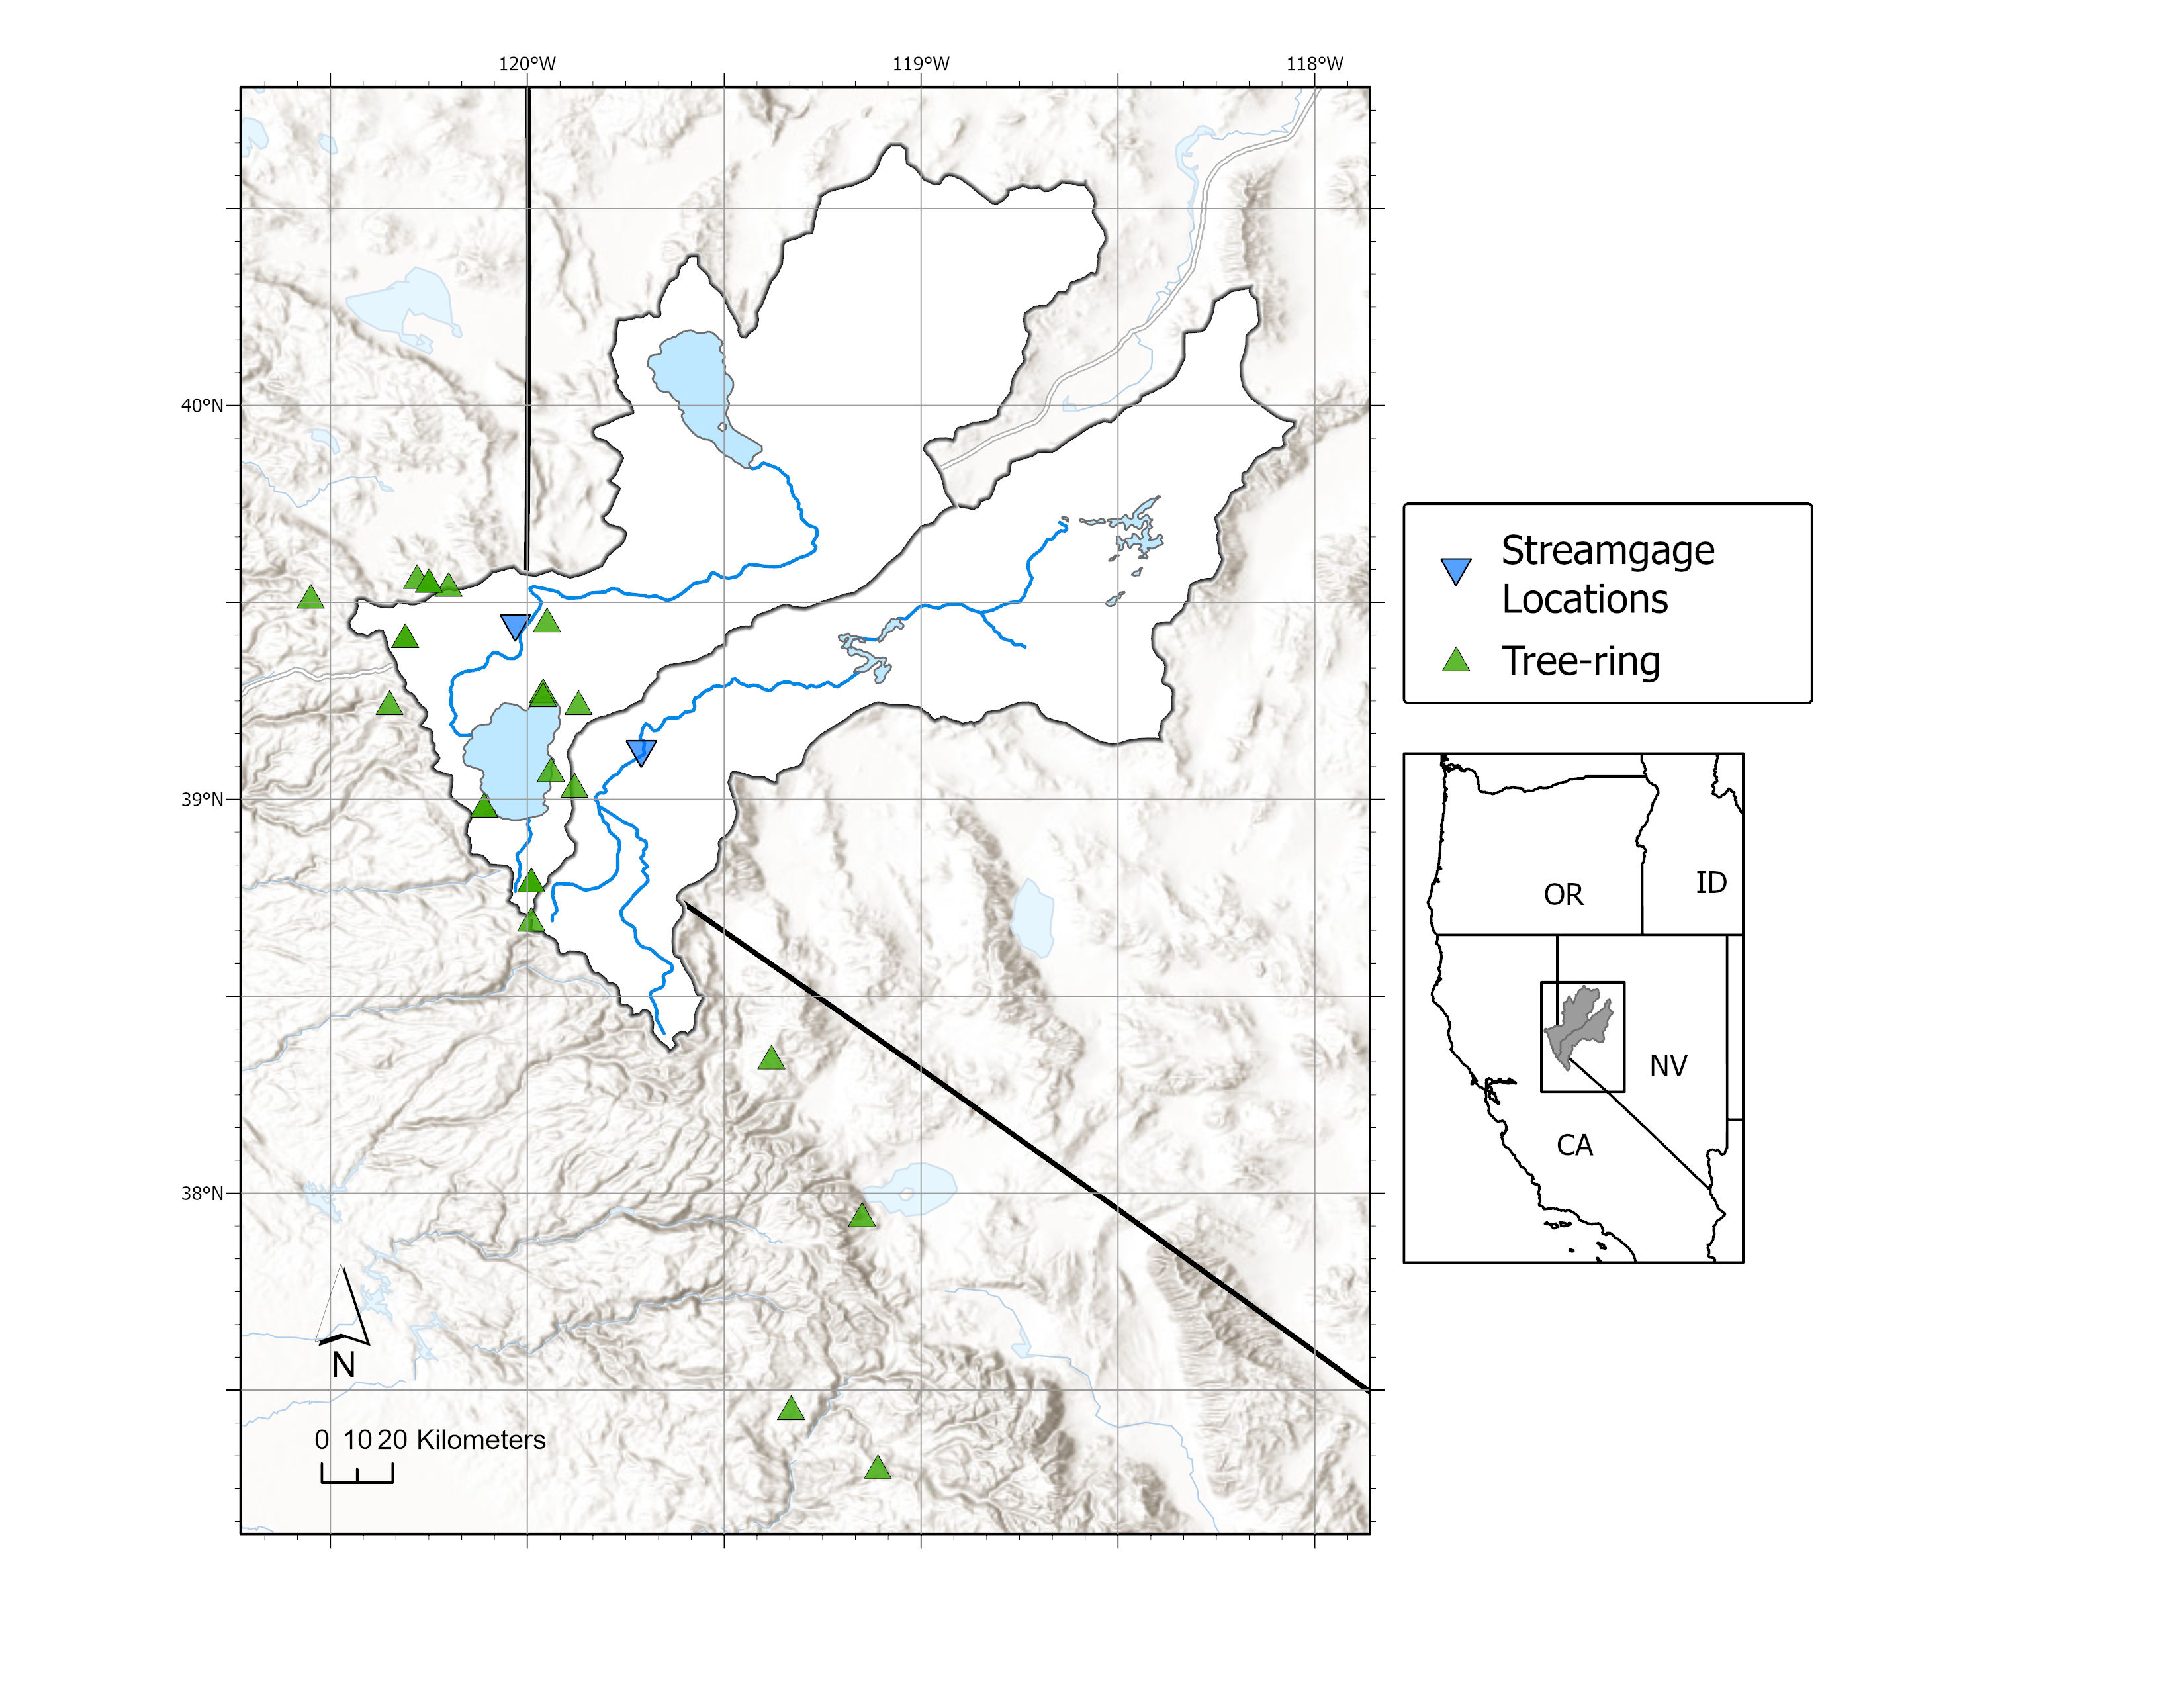 120°W 119°W 118°W
40°N
39°N
38°N
N
0 10 20 Kilometers
Streamgage
Locations
Tree-ring
OR
ID
NV
CA